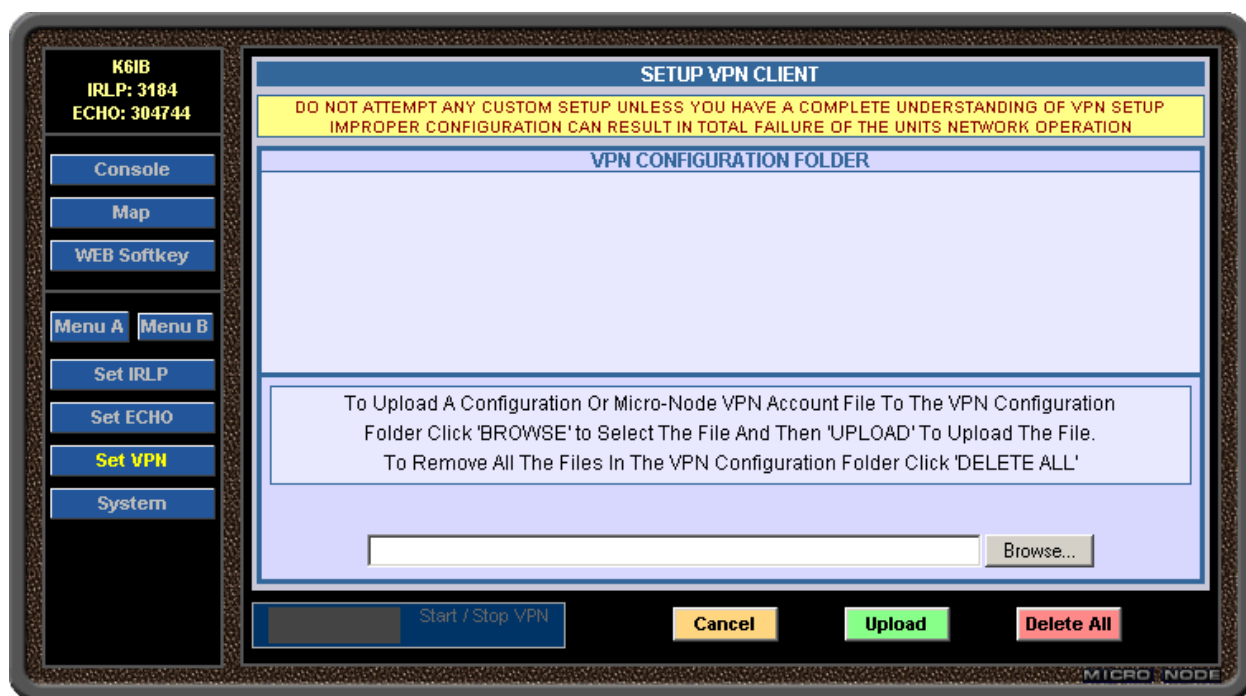 K6IB
IRLP: 3184
ECHO: 304744
Console
Map
WEB Softkey
Menu A Menu B
Set IRLP
Set ECHO
Set VPN
System
SETUP VPN CLIENT
DO NOT ATTEMPT ANY CUSTOM SETUP UNLESS YOU HAVE A COMPLETE UNDERSTANDING OF VPN SETUP
IMPROPER CONFIGURATION CAN RESULT IN TOTAL FAILURE OF THE UNITS NETWORK OPERATION
VPN CONFIGURATION FOLDER
To Upload A Configuration Or Micro-Node VPN Account File To The VPN Configuration
Folder Click 'BROWSE' to Select The File And Then 'UPLOAD' To Upload The File.
To Remove All The Files In The VPN Configuration Folder Click 'DELETE ALL'
Browse...
Start / Stop VPN
Cancel
Upload
Delete All
MICRO NODE